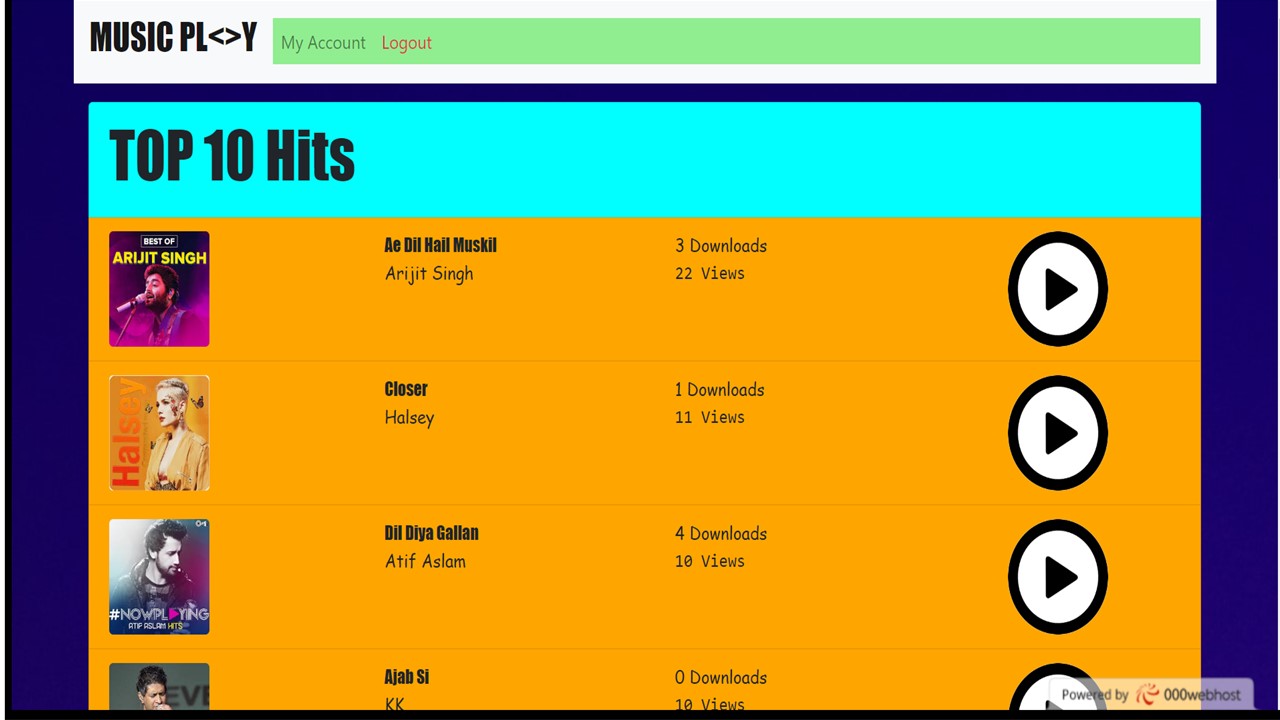 MUSIC PL<>Y
My Account Logout
TOP 10 Hits
BEST OF
ARIJIT SINGH
Ae Dil Hail Muskil
Arijit Singh
3 Downloads
22 Views
Halsey
Closer
Halsey
1 Downloads
11 Views
#NOWPLAYING
ATIF ASLAM HITS
Dil Diya Gallan
Atif Aslam
4 Downloads
10 Views
EVE
Ajab Si
KK
0 Downloads
10 Views
Powered by 000webhost